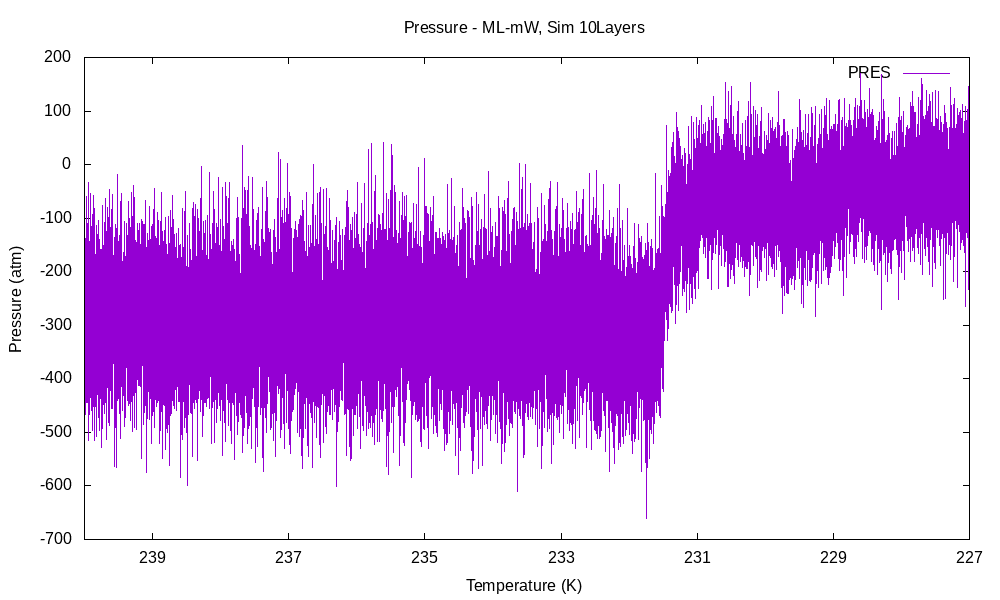 Pressure - ML-mW, Sim 10Layers
PRES
200
100
0
-100
-200
-300
-400
-500
-600
-700
Pressure (atm)
239 237 235 233 231 229 227
Temperature (K)